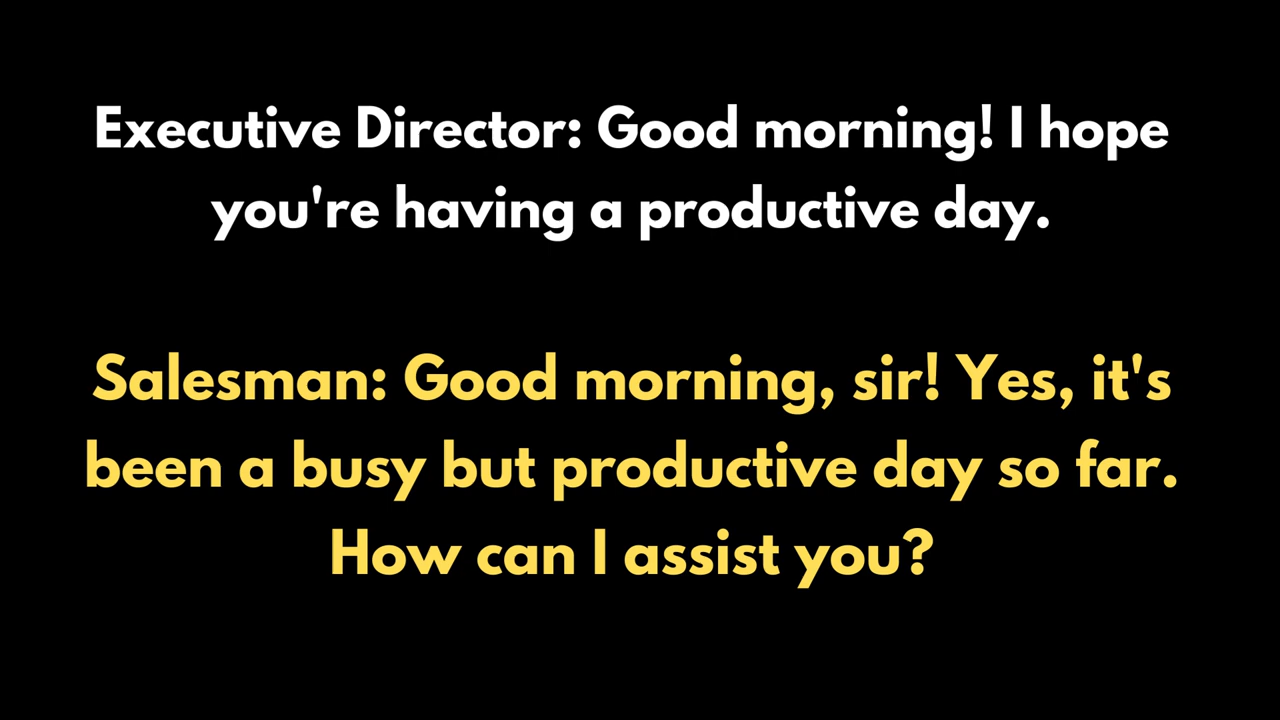 Executive Director: Good morning! I hope
you're having a productive day.
Salesman: Good morning, sir! Yes, it's
been a busy but productive day so far.
How can I assist you?